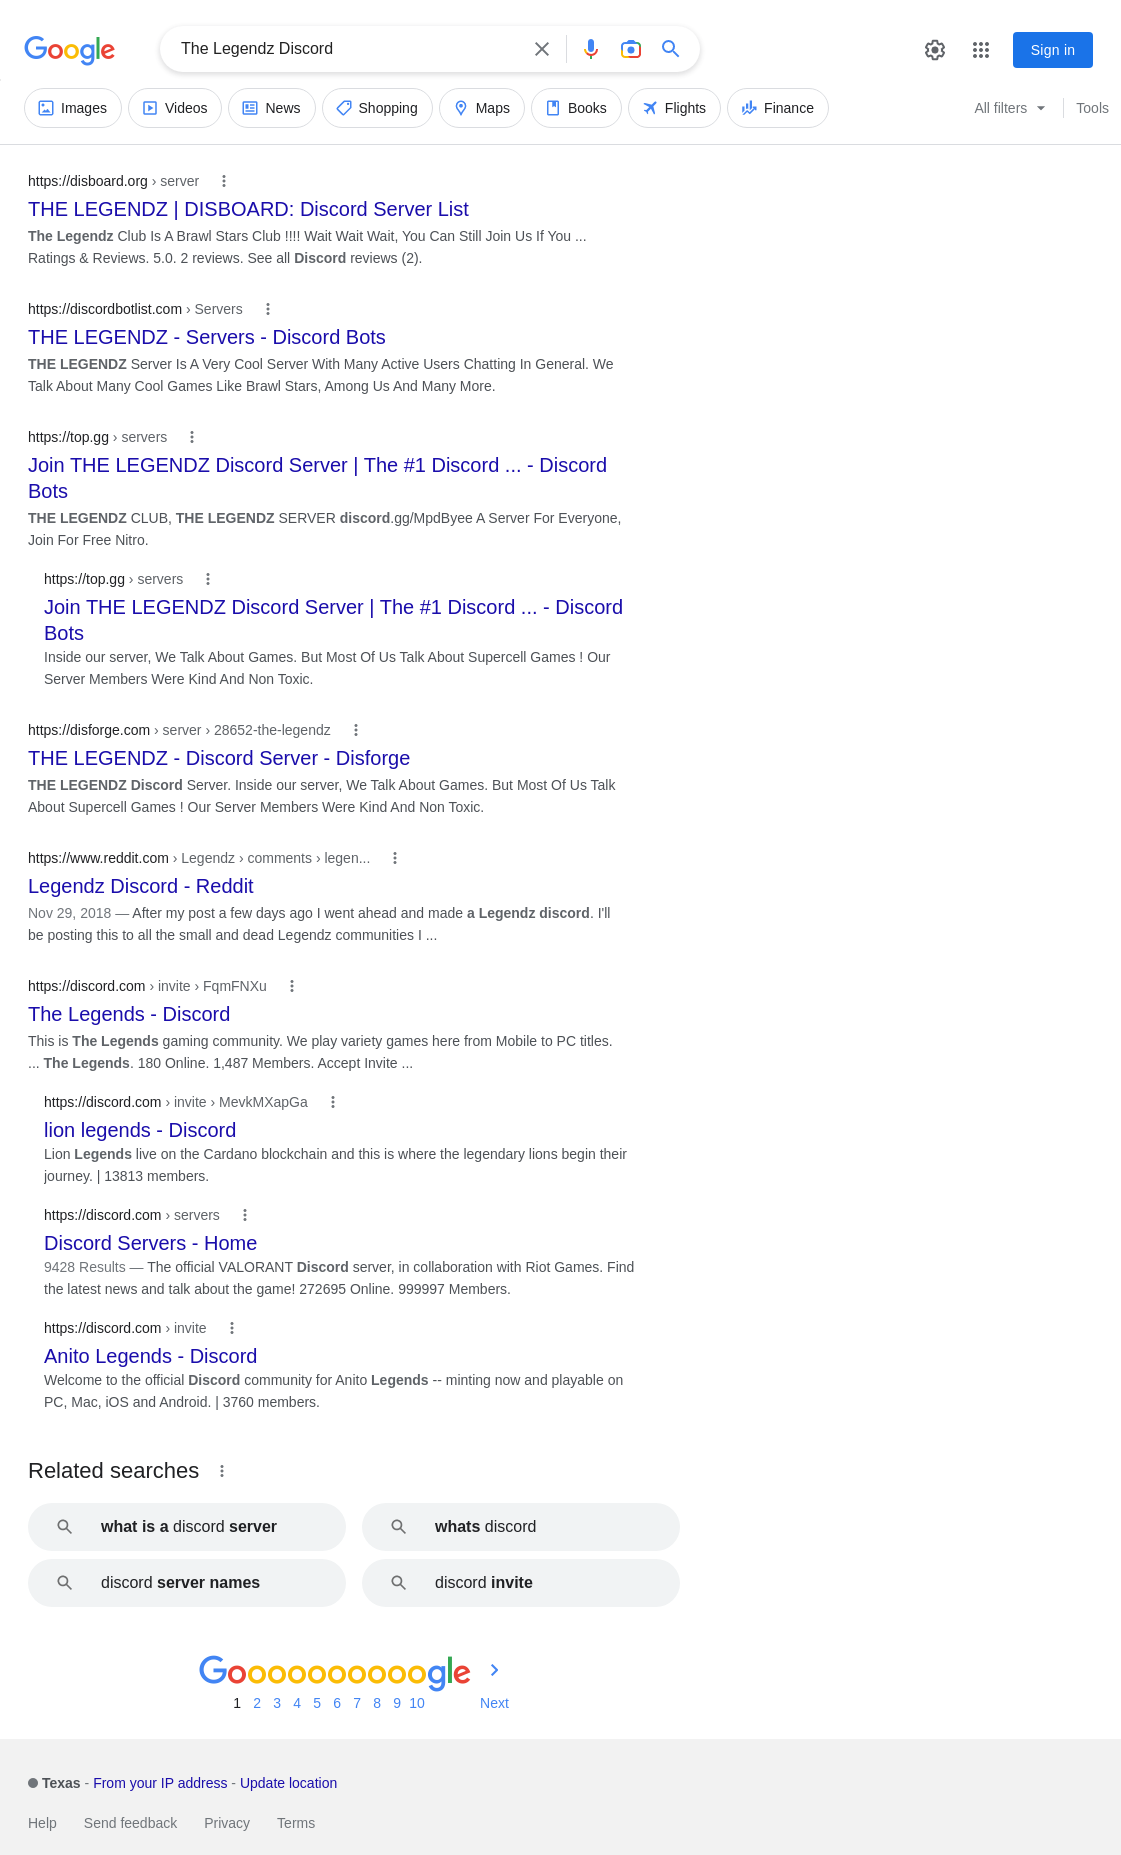 Google
The Legendz Discord
Sign in
Images
Videos
News
Shopping
Maps
Books
Flights
Finance
All filters
Tools
https://disboard.org › server
THE LEGENDZ | DISBOARD: Discord Server List
The Legendz Club Is A Brawl Stars Club !!!! Wait Wait Wait, You Can Still Join Us If You ...
Ratings & Reviews. 5.0. 2 reviews. See all Discord reviews (2).
https://discordbotlist.com › Servers
THE LEGENDZ - Servers - Discord Bots
THE LEGENDZ Server Is A Very Cool Server With Many Active Users Chatting In General. We
Talk About Many Cool Games Like Brawl Stars, Among Us And Many More.
https://top.gg › servers
Join THE LEGENDZ Discord Server | The #1 Discord ... - Discord
Bots
THE LEGENDZ CLUB, THE LEGENDZ SERVER discord.gg/MpdByee A Server For Everyone,
Join For Free Nitro.
https://top.gg › servers
Join THE LEGENDZ Discord Server | The #1 Discord ... - Discord
Bots
Inside our server, We Talk About Games. But Most Of Us Talk About Supercell Games ! Our
Server Members Were Kind And Non Toxic.
https://disforge.com › server › 28652-the-legendz
THE LEGENDZ - Discord Server - Disforge
THE LEGENDZ Discord Server. Inside our server, We Talk About Games. But Most Of Us Talk
About Supercell Games ! Our Server Members Were Kind And Non Toxic.
https://www.reddit.com › Legendz › comments › legen...
Legendz Discord - Reddit
Nov 29, 2018 — After my post a few days ago I went ahead and made a Legendz discord. I'll
be posting this to all the small and dead Legendz communities I ...
https://discord.com › invite › FqmFNXu
The Legends - Discord
This is The Legends gaming community. We play variety games here from Mobile to PC titles.
... The Legends. 180 Online. 1,487 Members. Accept Invite ...
https://discord.com › invite › MevkMXapGa
lion legends - Discord
Lion Legends live on the Cardano blockchain and this is where the legendary lions begin their
journey. | 13813 members.
https://discord.com › servers
Discord Servers - Home
9428 Results — The official VALORANT Discord server, in collaboration with Riot Games. Find
the latest news and talk about the game! 272695 Online. 999997 Members.
https://discord.com › invite
Anito Legends - Discord
Welcome to the official Discord community for Anito Legends -- minting now and playable on
PC, Mac, iOS and Android. | 3760 members.
Related searches
what is a discord server
whats discord
discord server names
discord invite
Goooooooooogle
1 2 3 4 5 6 7 8 9 10 Next
Texas - From your IP address - Update location
Help Send feedback Privacy Terms